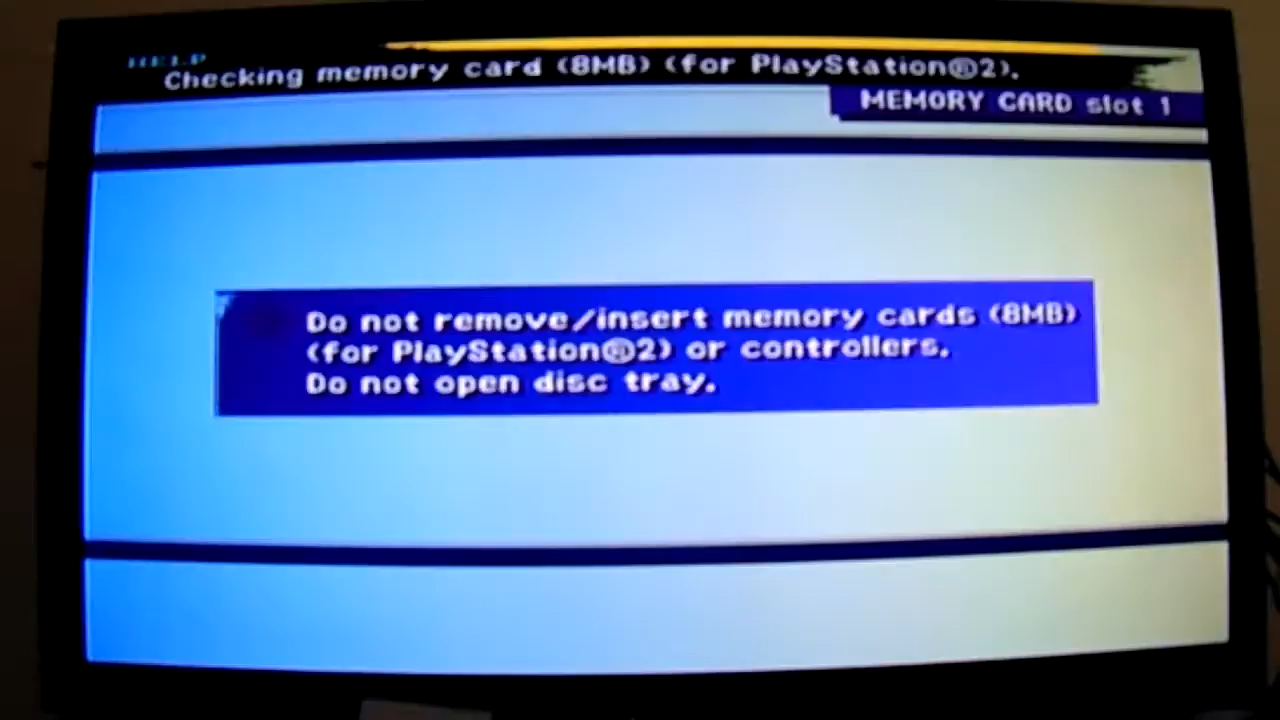 HELP
Checking memory card (8MB) (for PlayStation®2).
MEMORY CARD slot 1
Do not remove/insert memory cards (8MB)
(for PlayStation®2) or controllers.
Do not open disc tray.